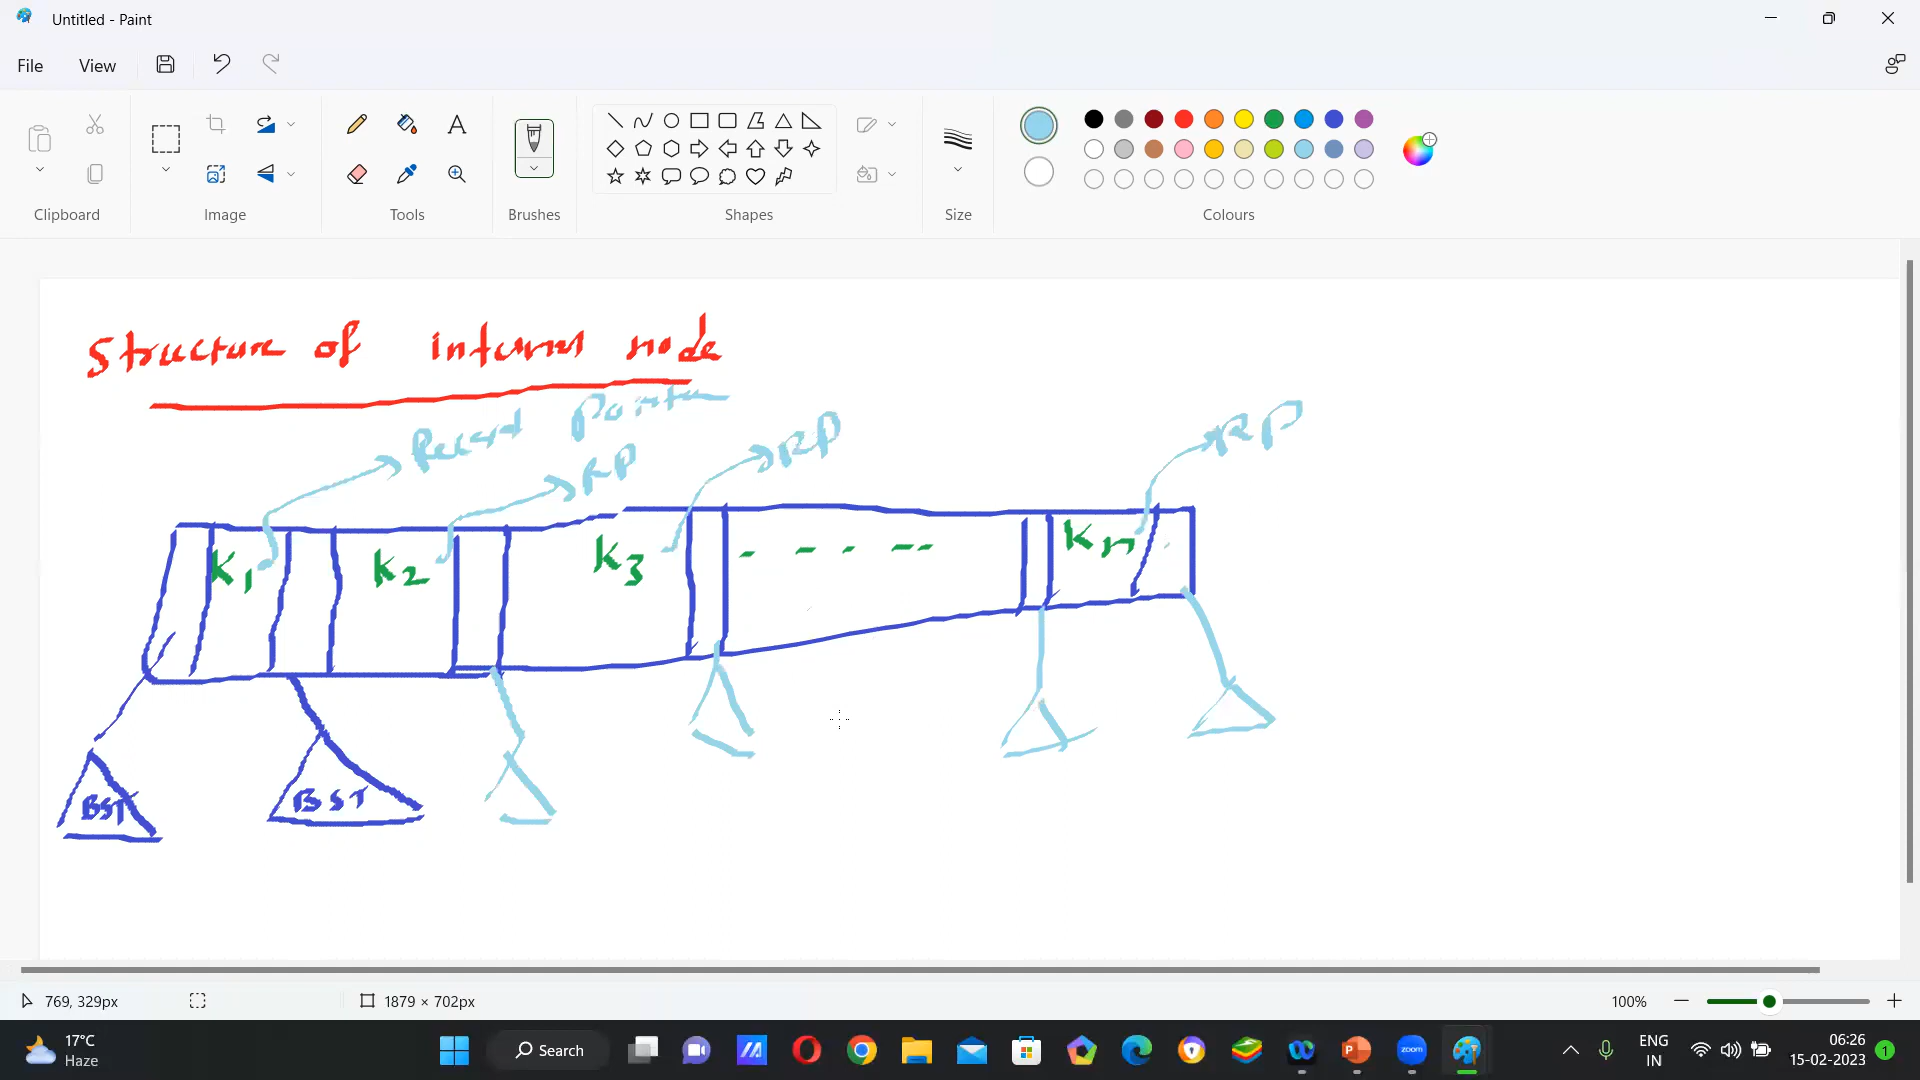 Untitled - Paint
File View
Clipboard
Image
Tools
Brushes
Shapes
Size
Colours
Structure of internal node
Record Pointer
RP
RP
RP
K1 K2 K3 - - - - - - Kn
BST
BST
769, 329px
1879 × 702px
100%
17°C
Haze
Search
zoom
ENG
IN
06:26
15-02-2023
1